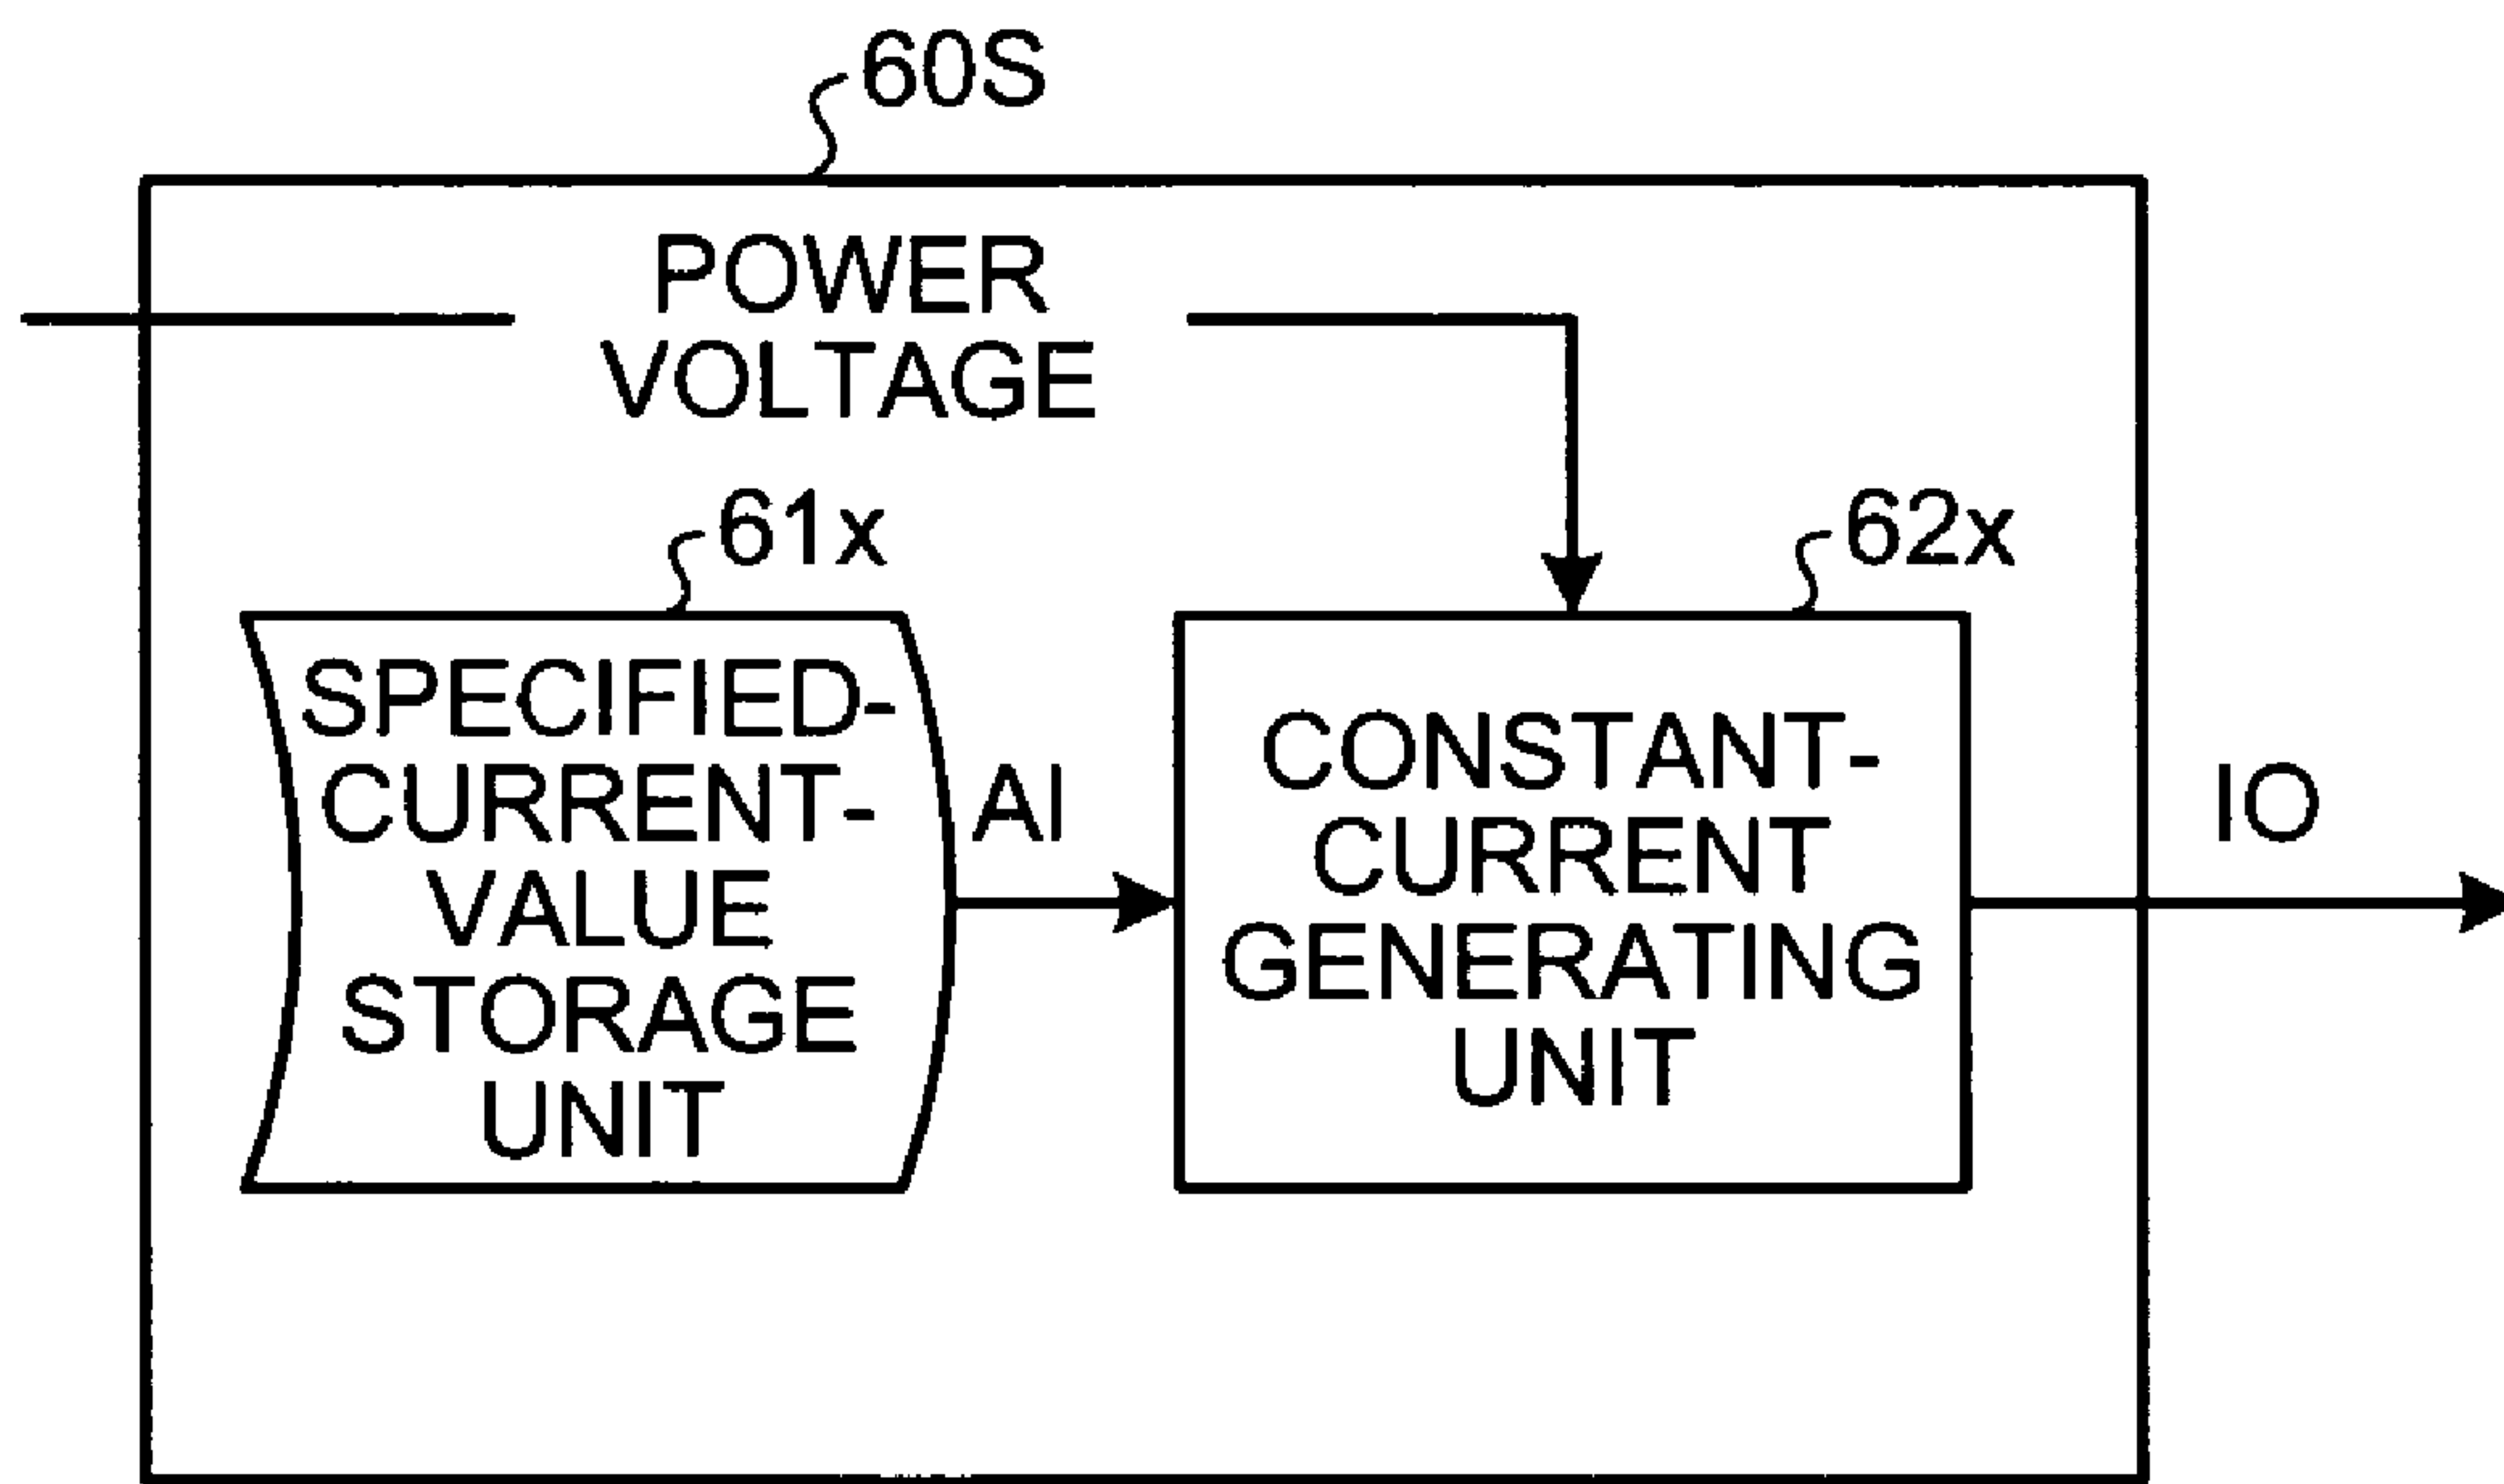 60S
POWER
VOLTAGE
61x
62x
SPECIFIED-
CURRENT-
VALUE
STORAGE
UNIT
AI
CONSTANT-
CURRENT
GENERATING
UNIT
IO